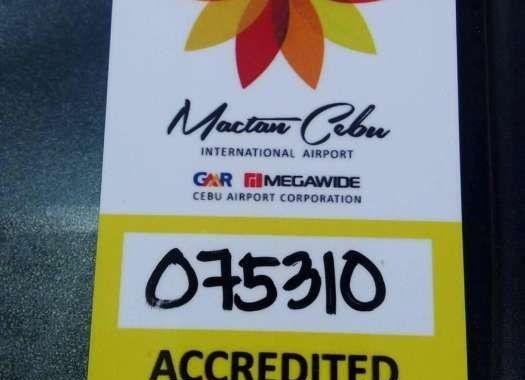 Mactan Cebu
INTERNATIONAL AIRPORT
GMR MEGAWIDE
CEBU AIRPORT CORPORATION
075310
ACCREDITED